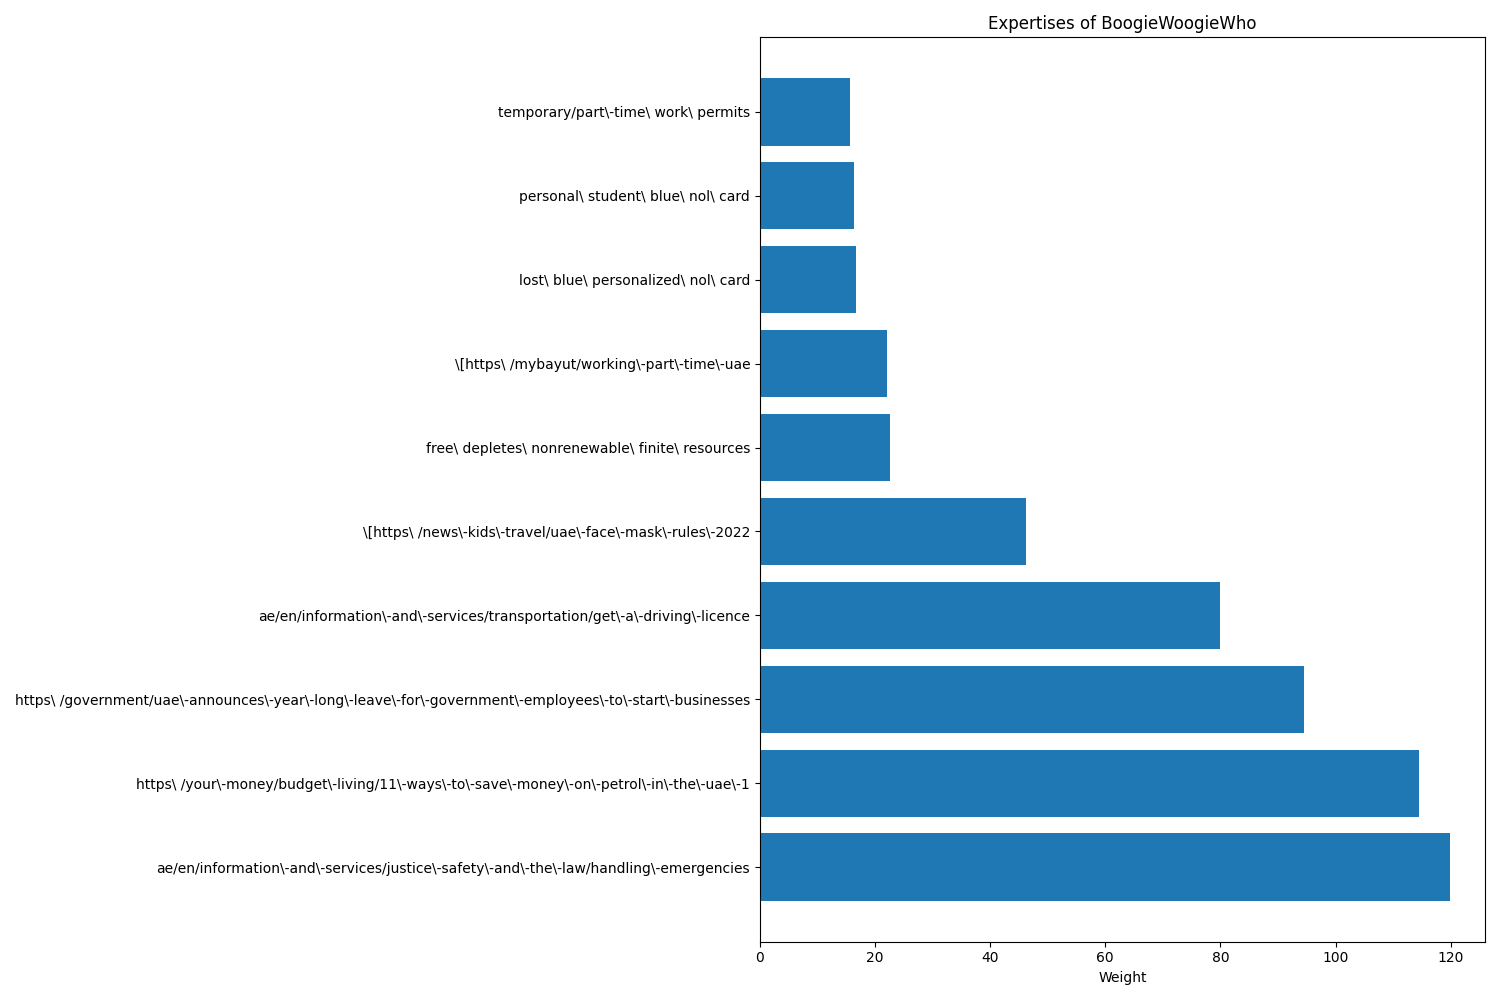 Expertises of BoogieWoogieWho
temporary/part\-time\ work\ permits
personal\ student\ blue\ nol\ card
lost\ blue\ personalized\ nol\ card
\[https\ /mybayut/working\-part\-time\-uae
free\ depletes\ nonrenewable\ finite\ resources
\[https\ /news\-kids\-travel/uae\-face\-mask\-rules\-2022
ae/en/information\-and\-services/transportation/get\-a\-driving\-licence
https\ /government/uae\-announces\-year\-long\-leave\-for\-government\-employees\-to\-start\-businesses
https\ /your\-money/budget\-living/11\-ways\-to\-save\-money\-on\-petrol\-in\-the\-uae\-1
ae/en/information\-and\-services/justice\-safety\-and\-the\-law/handling\-emergencies
0 20 40 60 80 100 120
Weight